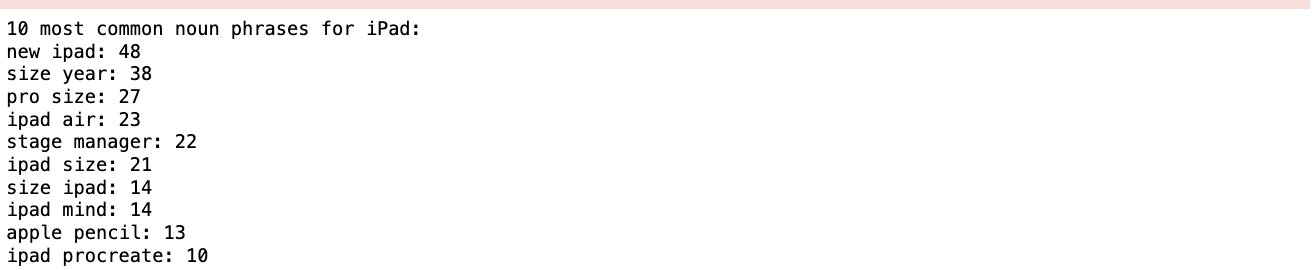 10 most common noun phrases for iPad:
new ipad: 48
size year: 38
pro size: 27
ipad air: 23
stage manager: 22
ipad size: 21
size ipad: 14
ipad mind: 14
apple pencil: 13
ipad procreate: 10